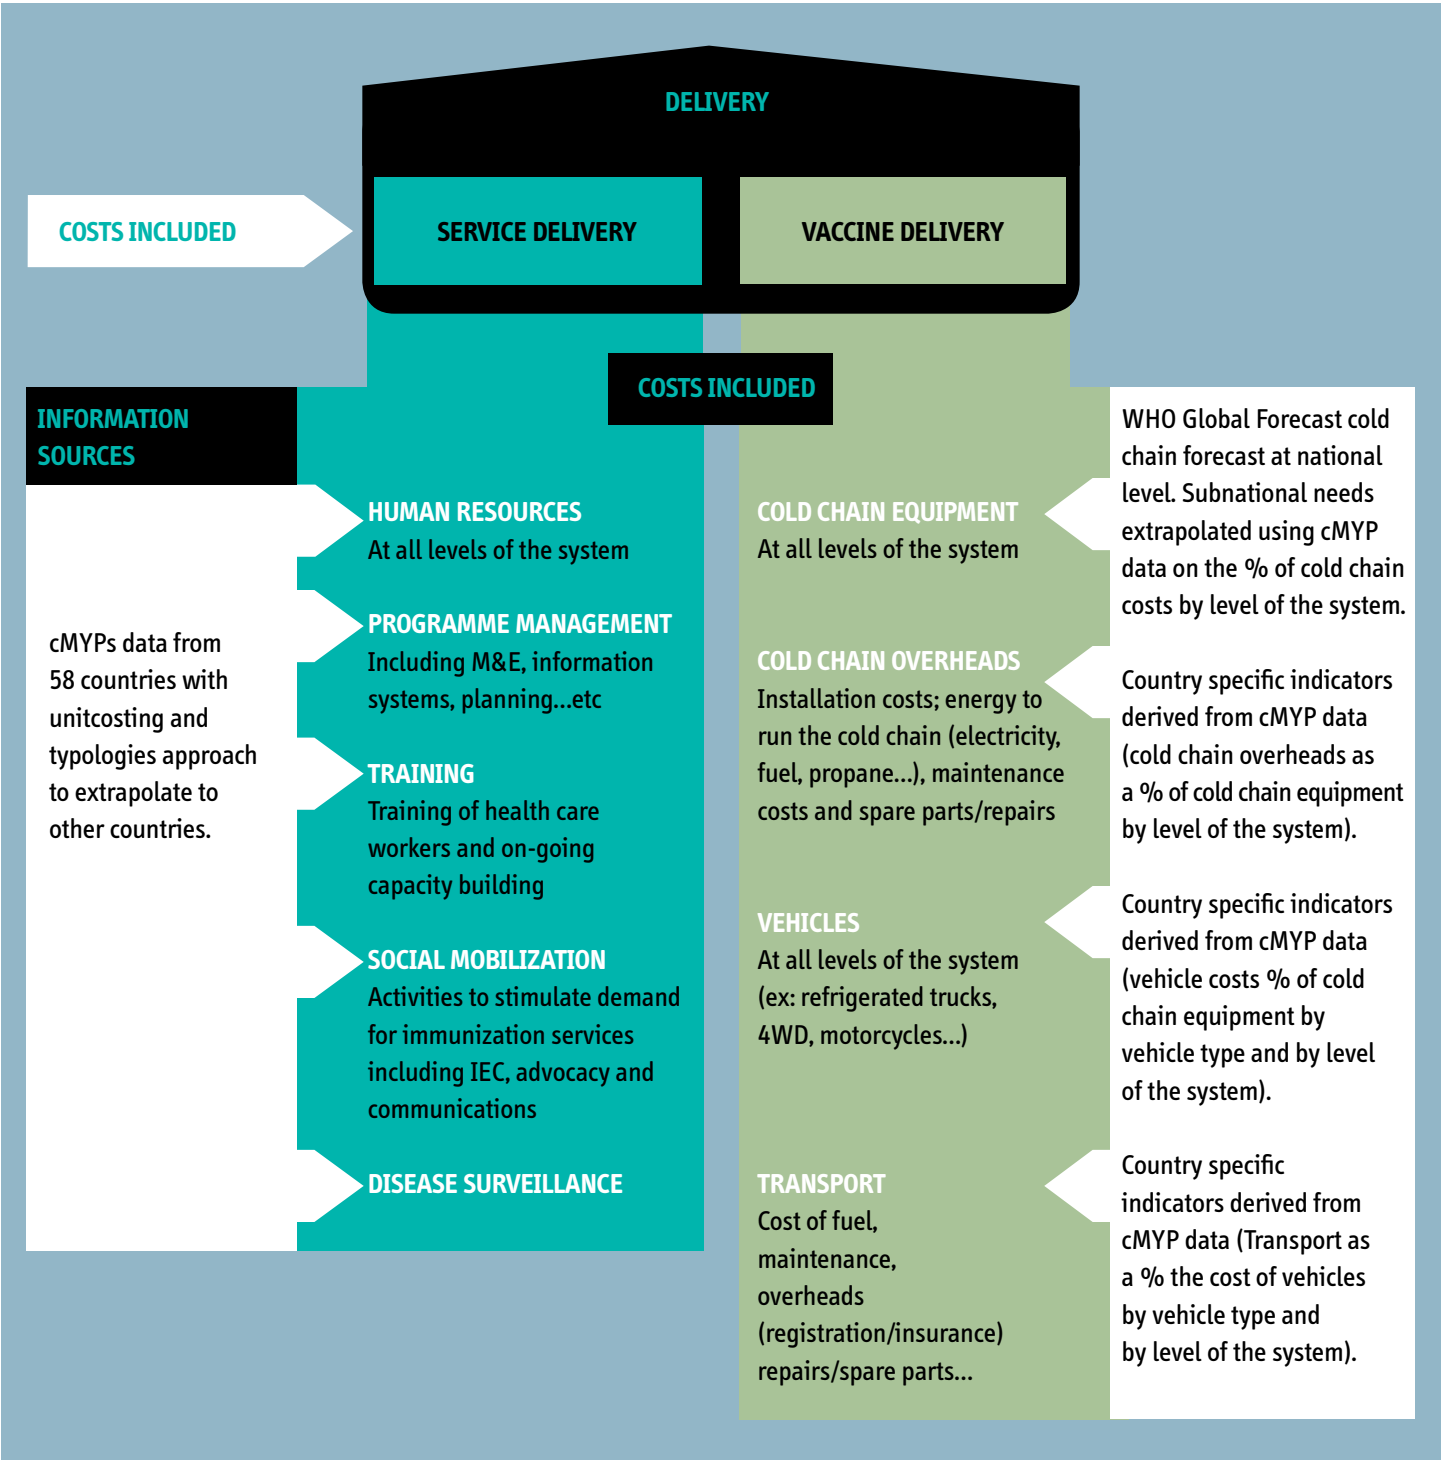 DELIVERY
COSTS INCLUDED
SERVICE DELIVERY
VACCINE DELIVERY
COSTS INCLUDED
INFORMATION
SOURCES
cMYPs data from
58 countries with
unitcosting and
typologies approach
to extrapolate to
other countries.
HUMAN RESOURCES
At all levels of the system
PROGRAMME MANAGEMENT
Including M&E, information
systems, planning...etc
TRAINING
Training of health care
workers and on-going
capacity building
SOCIAL MOBILIZATION
Activities to stimulate demand
for immunization services
including IEC, advocacy and
communications
DISEASE SURVEILLANCE
COLD CHAIN EQUIPMENT
At all levels of the system
COLD CHAIN OVERHEADS
Installation costs; energy to
run the cold chain (electricity,
fuel, propane...), maintenance
costs and spare parts/repairs
VEHICLES
At all levels of the system
(ex: refrigerated trucks,
4WD, motorcycles...)
TRANSPORT
Cost of fuel,
maintenance,
overheads
(registration/insurance)
repairs/spare parts...
WHO Global Forecast cold
chain forecast at national
level. Subnational needs
extrapolated using cMYP
data on the % of cold chain
costs by level of the system.
Country specific indicators
derived from cMYP data
(cold chain overheads as
a % of cold chain equipment
by level of the system).
Country specific indicators
derived from cMYP data
(vehicle costs % of cold
chain equipment by
vehicle type and by level
of the system).
Country specific
indicators derived from
cMYP data (Transport as
a % the cost of vehicles
by vehicle type and
by level of the system).